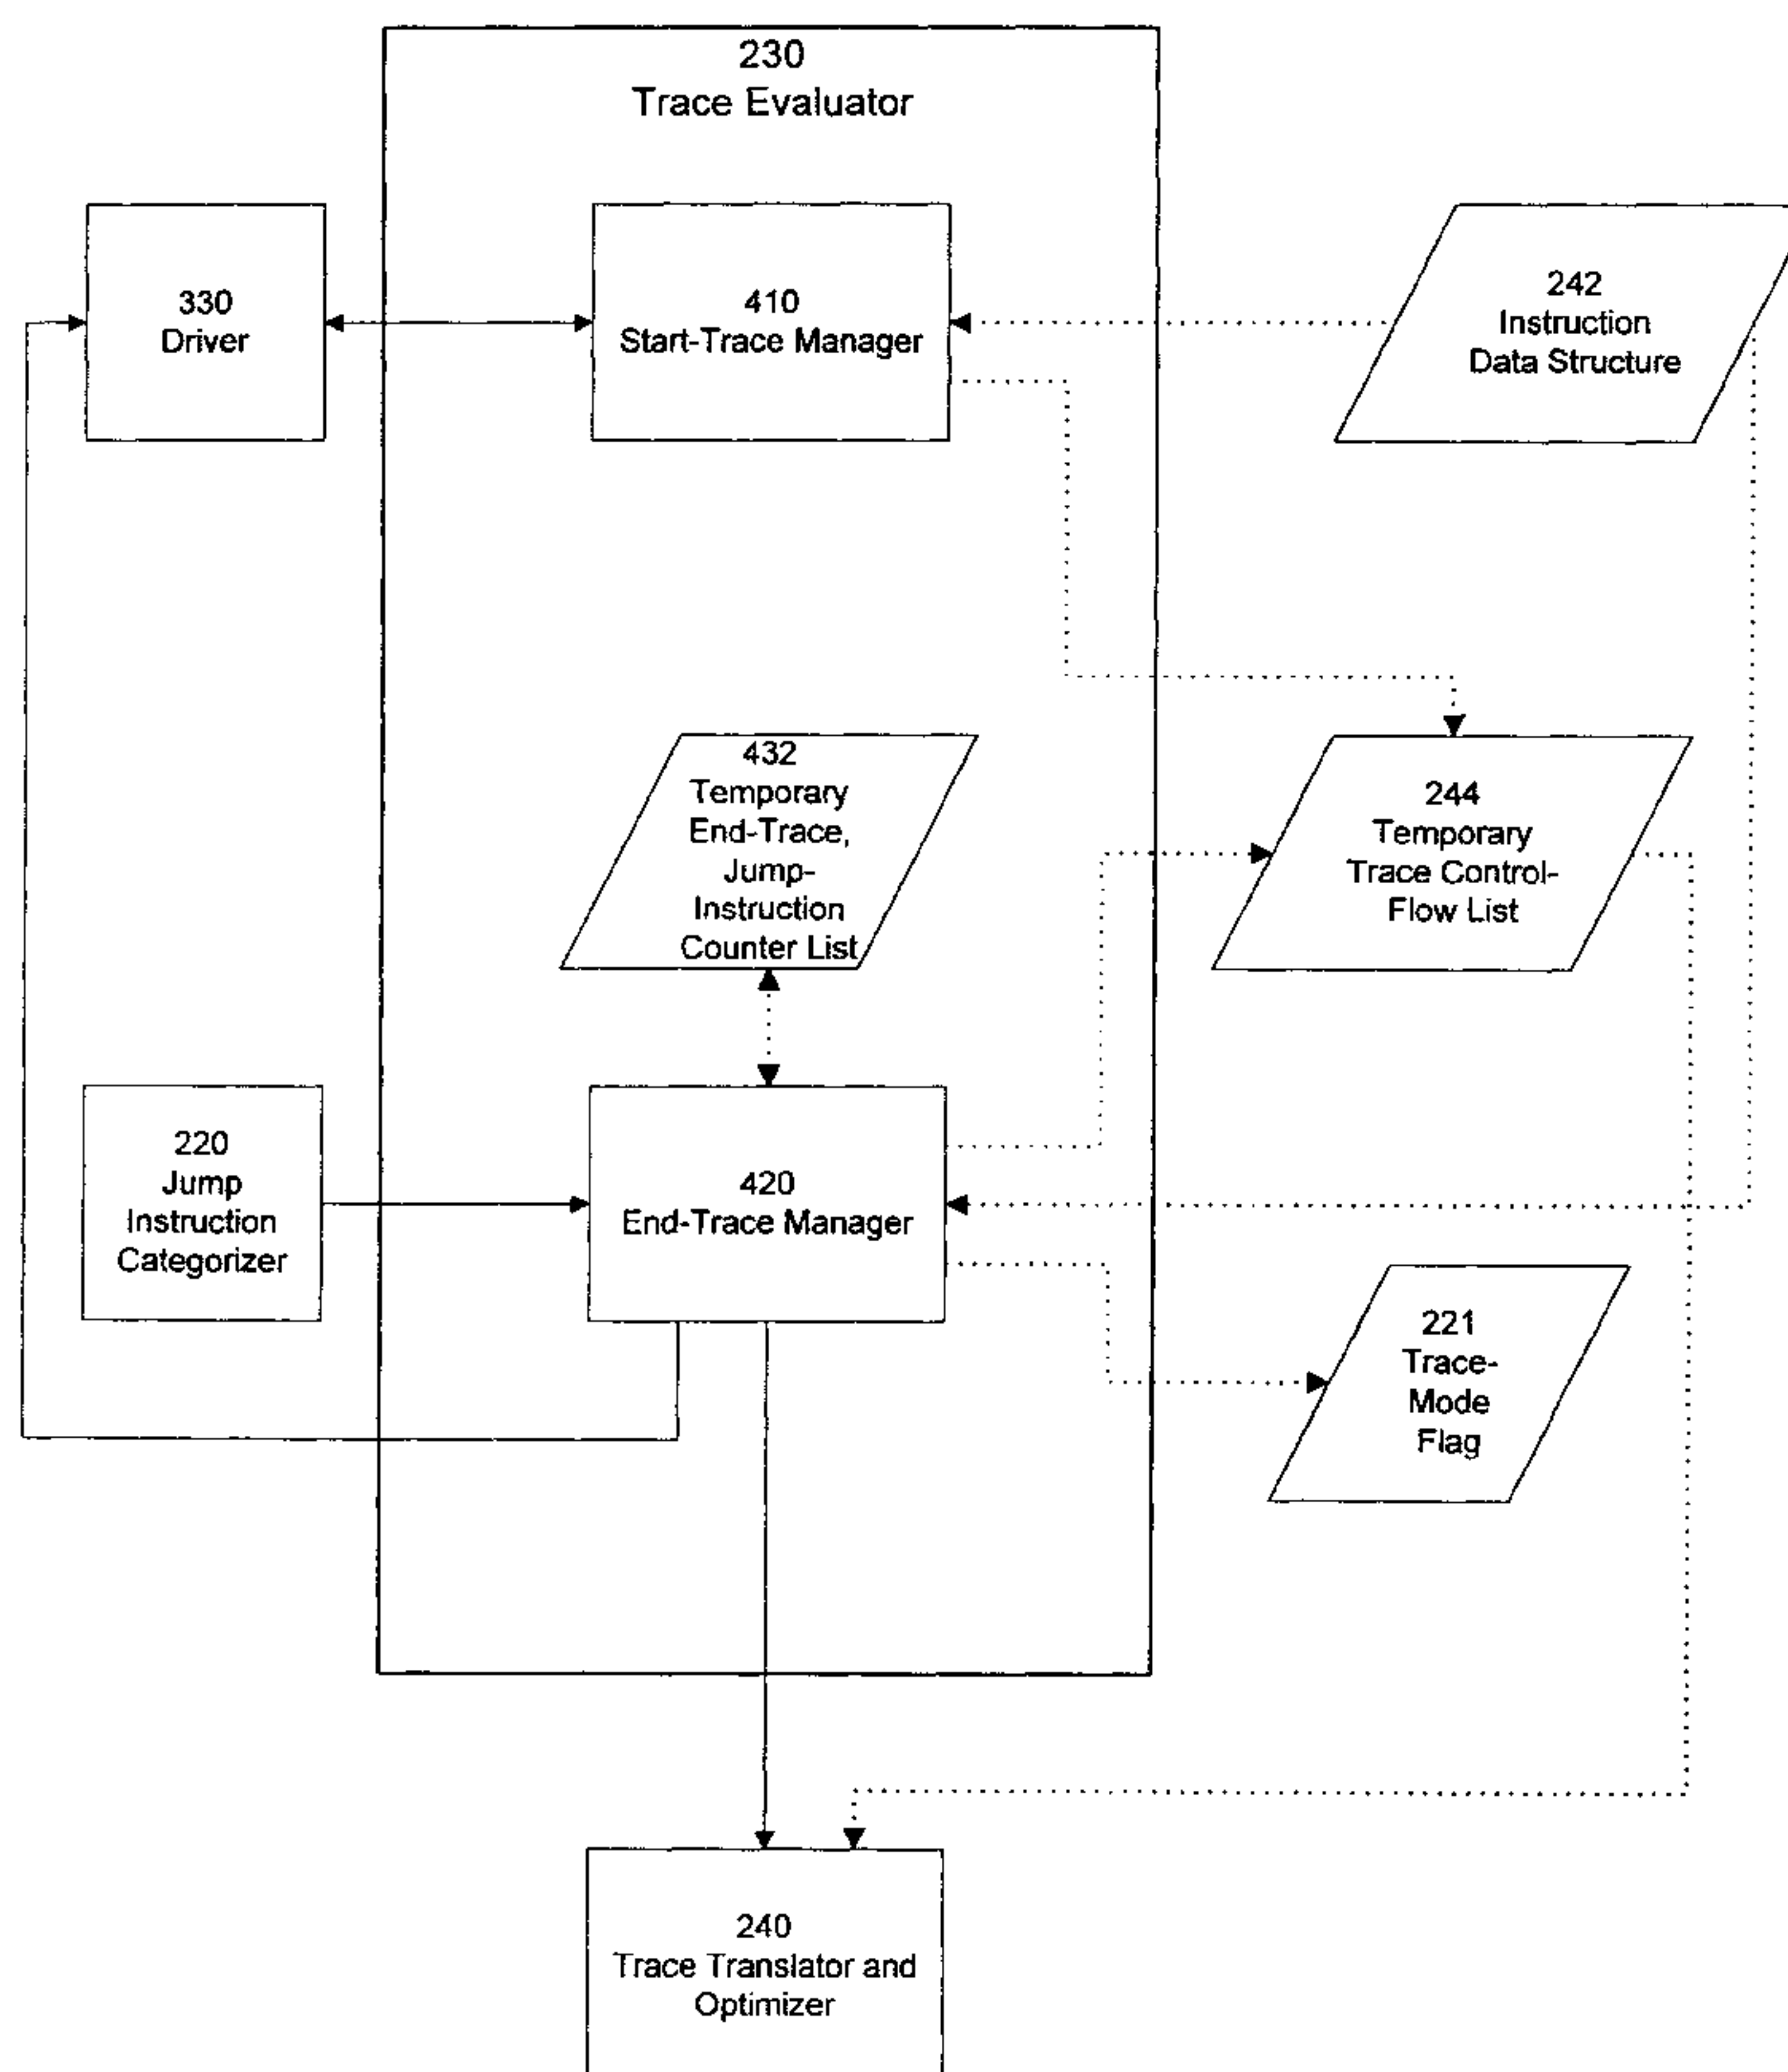 230
Trace Evaluator
330
Driver
410
Start-Trace Manager
242
Instruction
Data Structure
432
Temporary
End-Trace,
Jump-
Instruction
Counter List
244
Temporary
Trace Control-
Flow List
220
Jump
Instruction
Categorizer
420
End-Trace Manager
221
Trace-
Mode
Flag
240
Trace Translator and
Optimizer